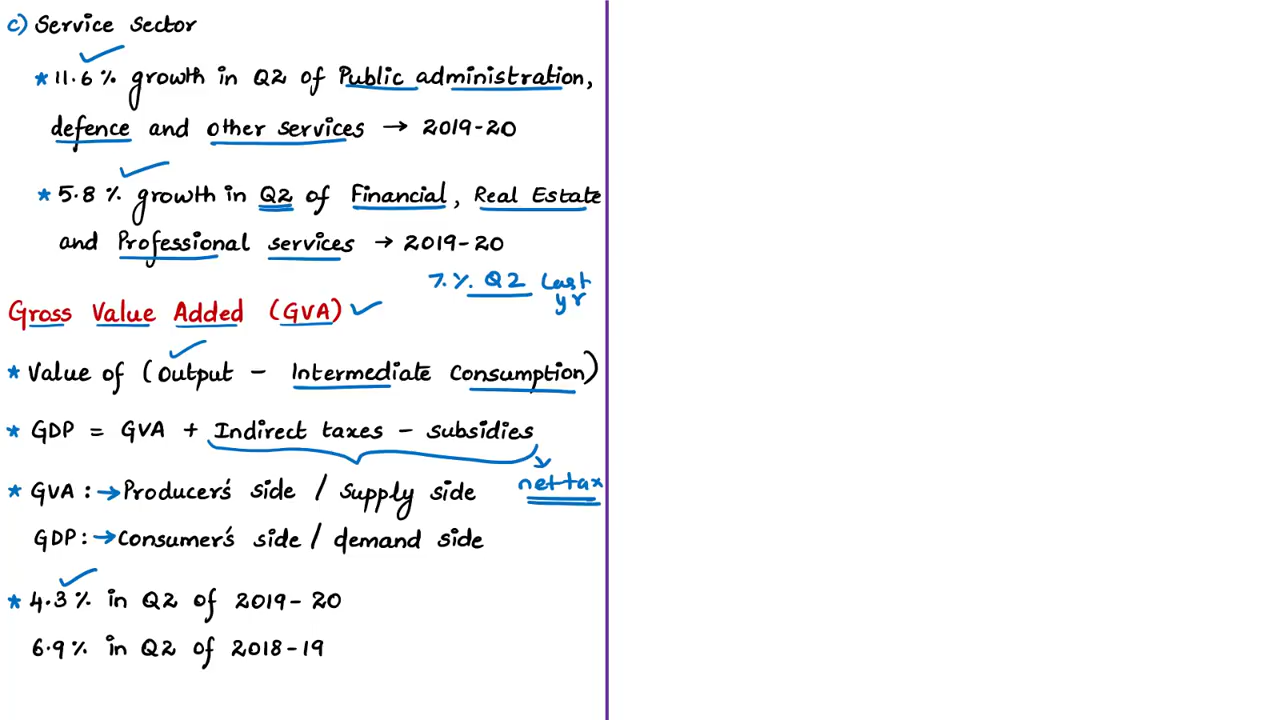 c) Service Sector
* 11.6% growth in Q2 of Public administration,
defence and other services → 2019-20
* 5.8% growth in Q2 of Financial, Real Estate
and Professional services → 2019-20
7.% Q2 last
yr
Gross Value Added (GVA)
* Value of (Output - Intermediate Consumption)
* GDP = GVA + Indirect taxes - subsidies
net tax
* GVA : → Producer's side / supply side
GDP: → Consumer's side / demand side
* 4.3% in Q2 of 2019-20
6.9% in Q2 of 2018-19